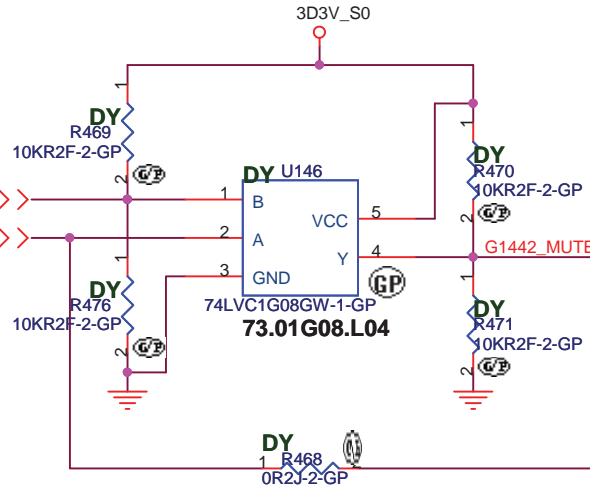 3D3V_S0
1
DY
R469
10KR2F-2-GP
2
G/P
DY
U146
1
B
2
A
3
GND
VCC
5
Y
4
GP
74LVC1G08GW-1-GP
73.01G08.L04
1
DY
R470
10KR2F-2-GP
2
G/P
G1442_MUTE
1
DY
R476
10KR2F-2-GP
2
G/P
1
DY
R471
10KR2F-2-GP
2
G/P
DY
1
R468
2
0R2J-2-GP